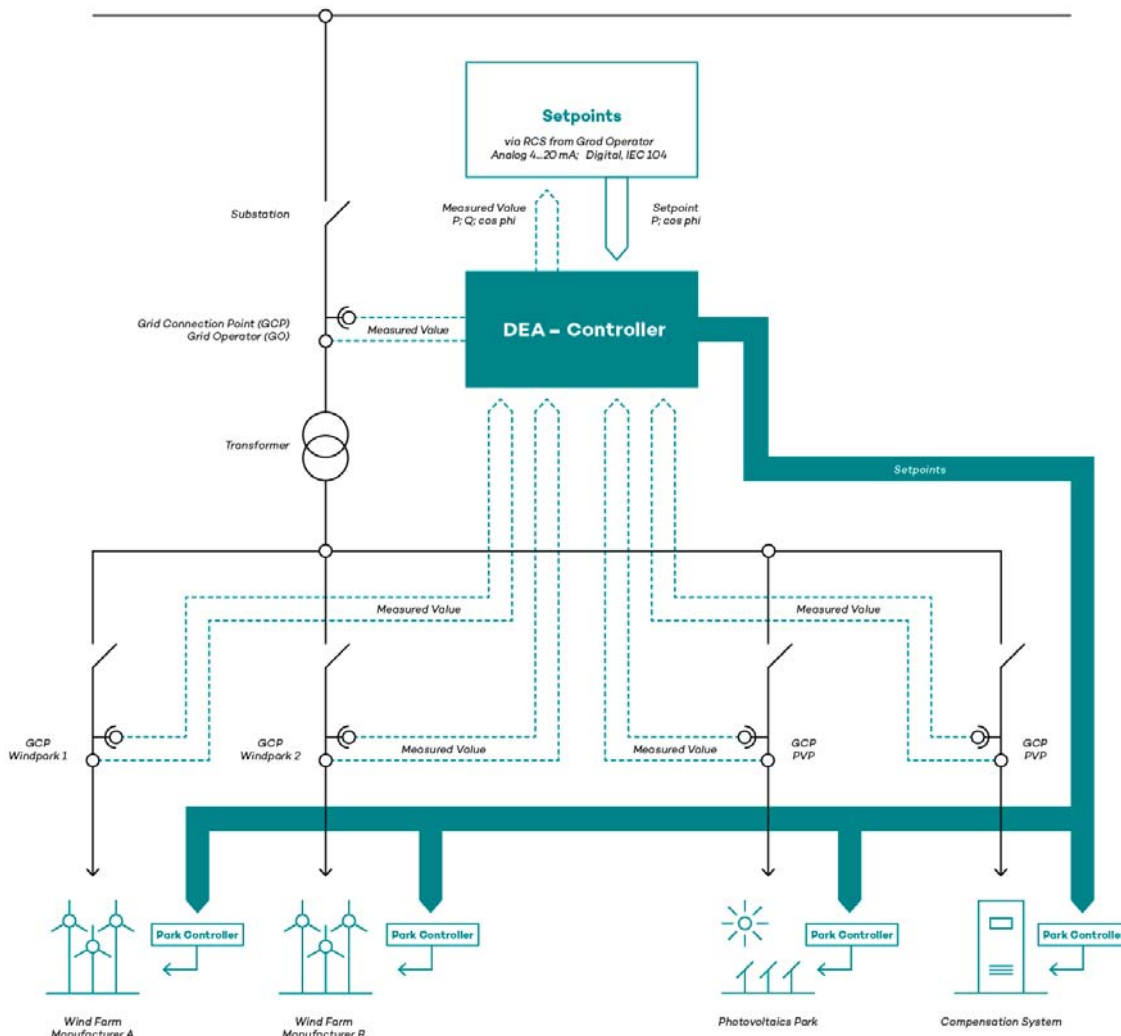 Setpoints
via RCS from Grad Operator
Analog 4...20 mA; Digital, IEC 104
Substation
Measured Value
P; Q; cos phi
Setpoint
P; cos phi
Grid Connection Point (GCP)
Grid Operator (GO)
Measured Value
DEA – Controller
Transformer
Setpoints
Measured Value
Measured Value
GCP
Windpark 1
GCP
Windpark 2
Measured Value
Measured Value
GCP
PVP
GCP
PVP
Park Controller
Park Controller
Park Controller
Park Controller
Wind Farm
Manufacturer A
Wind Farm
Manufacturer B
Photovoltaics Park
Compensation System